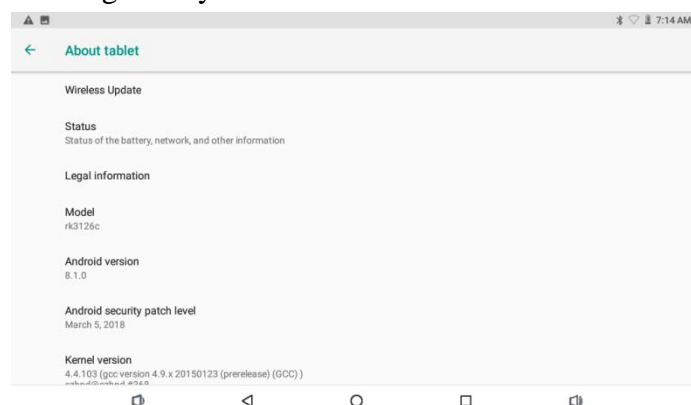 7:14 AM
About tablet
Wireless Update
Status
Status of the battery, network, and other information
Legal information
Model
rk3126c
Android version
8.1.0
Android security patch level
March 5, 2018
Kernel version
4.4.103 (gcc version 4.9.x 20150123 (prerelease) (GCC) )